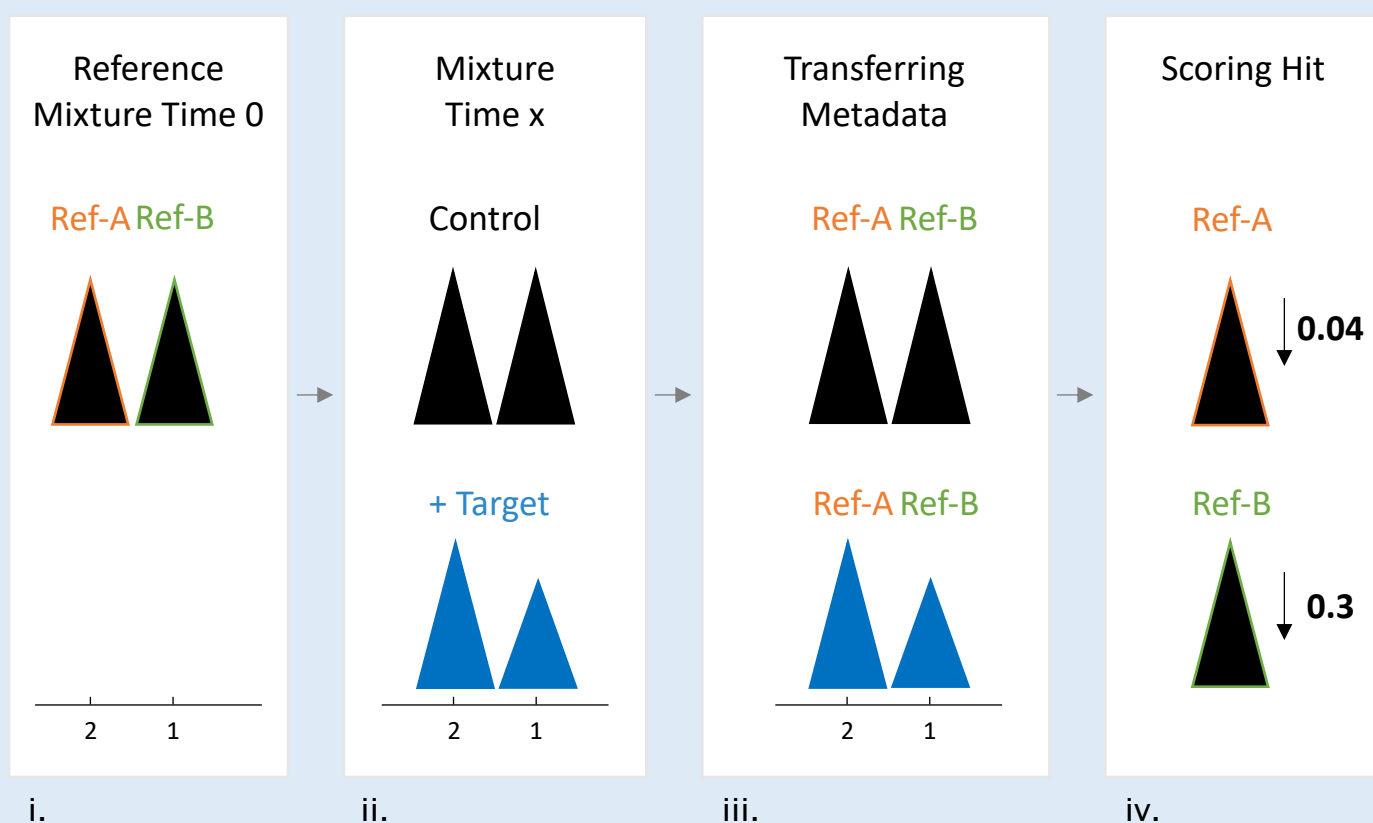 Reference
Mixture Time 0
Ref-A Ref-B
2 1
i.
Mixture
Time x
Control
+ Target
2 1
ii.
Transferring
Metadata
Ref-A Ref-B
Ref-A Ref-B
2 1
iii.
Scoring Hit
Ref-A
0.04
Ref-B
0.3
iv.